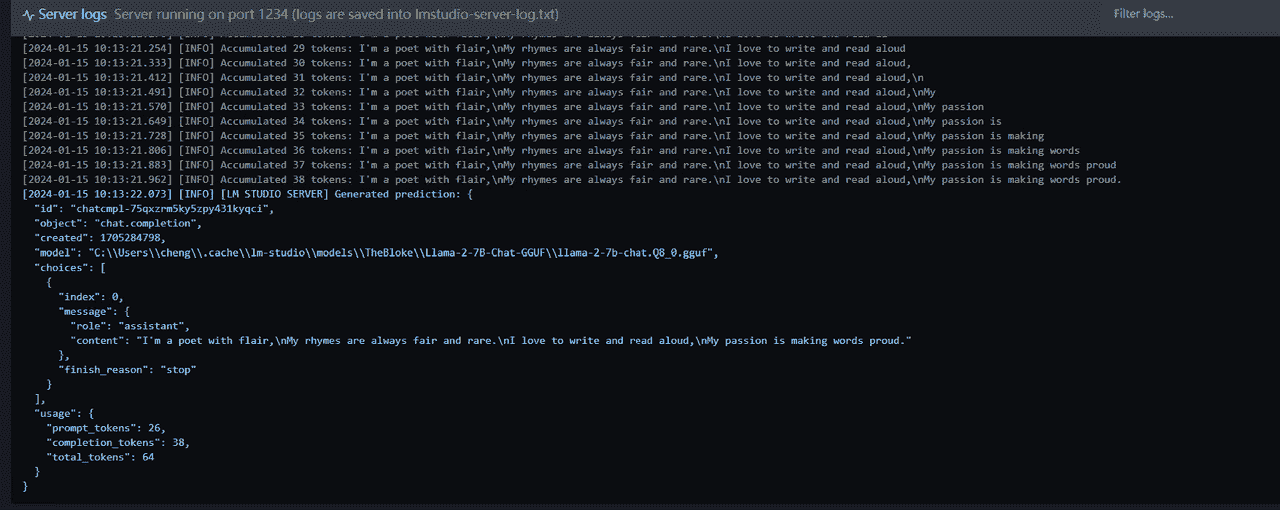 Server logs Server running on port 1234 (logs are saved into lmstudio-server-log.txt) Filter logs...
[2024-01-15 10:13:21.254] [INFO] Accumulated 29 tokens: I'm a poet with flair,\nMy rhymes are always fair and rare.\nI love to write and read aloud
[2024-01-15 10:13:21.333] [INFO] Accumulated 30 tokens: I'm a poet with flair,\nMy rhymes are always fair and rare.\nI love to write and read aloud,
[2024-01-15 10:13:21.412] [INFO] Accumulated 31 tokens: I'm a poet with flair,\nMy rhymes are always fair and rare.\nI love to write and read aloud,\n
[2024-01-15 10:13:21.491] [INFO] Accumulated 32 tokens: I'm a poet with flair,\nMy rhymes are always fair and rare.\nI love to write and read aloud,\nMy
[2024-01-15 10:13:21.570] [INFO] Accumulated 33 tokens: I'm a poet with flair,\nMy rhymes are always fair and rare.\nI love to write and read aloud,\nMy passion
[2024-01-15 10:13:21.649] [INFO] Accumulated 34 tokens: I'm a poet with flair,\nMy rhymes are always fair and rare.\nI love to write and read aloud,\nMy passion is
[2024-01-15 10:13:21.728] [INFO] Accumulated 35 tokens: I'm a poet with flair,\nMy rhymes are always fair and rare.\nI love to write and read aloud,\nMy passion is making
[2024-01-15 10:13:21.806] [INFO] Accumulated 36 tokens: I'm a poet with flair,\nMy rhymes are always fair and rare.\nI love to write and read aloud,\nMy passion is making words
[2024-01-15 10:13:21.883] [INFO] Accumulated 37 tokens: I'm a poet with flair,\nMy rhymes are always fair and rare.\nI love to write and read aloud,\nMy passion is making words proud
[2024-01-15 10:13:21.962] [INFO] Accumulated 38 tokens: I'm a poet with flair,\nMy rhymes are always fair and rare.\nI love to write and read aloud,\nMy passion is making words proud.
[2024-01-15 10:13:22.073] [INFO] [LM STUDIO SERVER] Generated prediction: {
"id": "chatcmpl-75qxzrm5ky5zpy431kyqci",
"object": "chat.completion",
"created": 1705284798,
"model": "C:\\Users\\cheng\\.cache\\lm-studio\\models\\TheBloke\\Llama-2-7B-Chat-GGUF\\llama-2-7b-chat.Q8_0.gguf",
"choices": [
{
"index": 0,
"message": {
"role": "assistant",
"content": "I'm a poet with flair,\nMy rhymes are always fair and rare.\nI love to write and read aloud,\nMy passion is making words proud."
},
"finish_reason": "stop"
}
],
"usage": {
"prompt_tokens": 26,
"completion_tokens": 38,
"total_tokens": 64
}
}